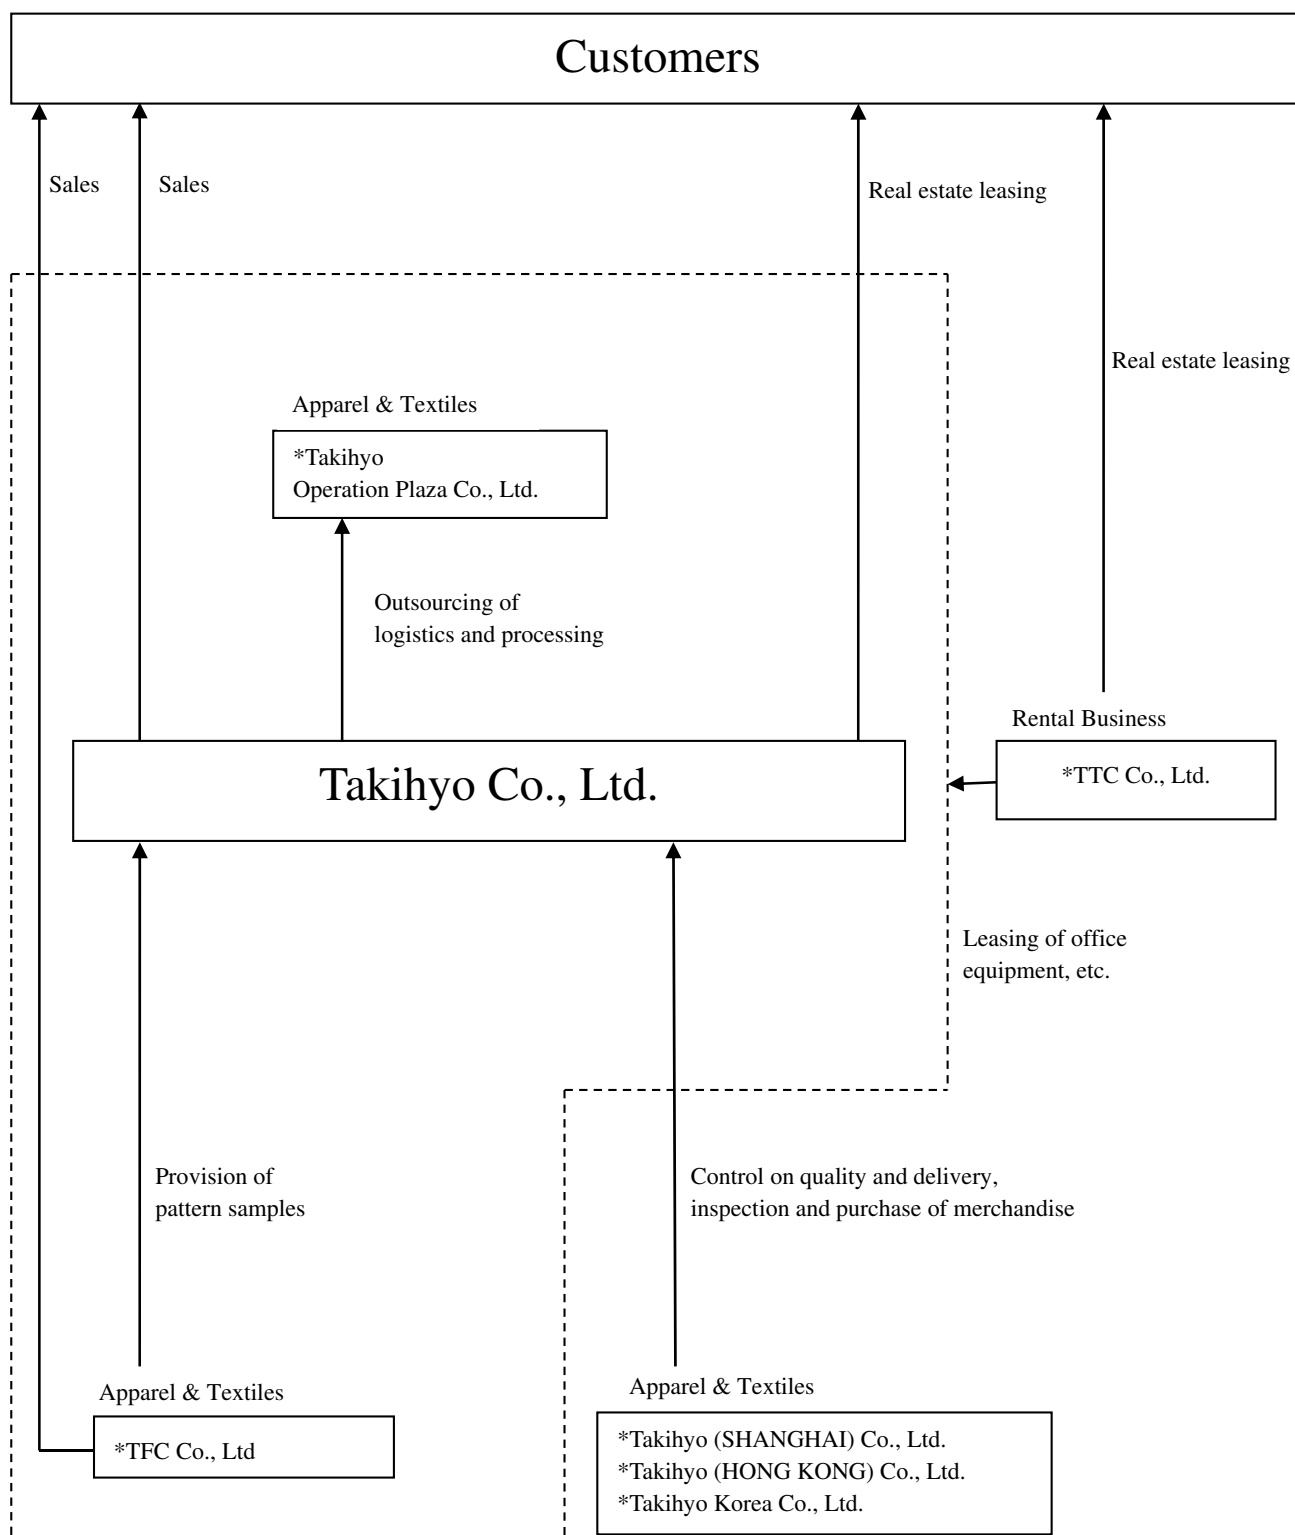 Customers
Sales
Sales
Real estate leasing
Real estate leasing
Apparel & Textiles
*Takihyo
Operation Plaza Co., Ltd.
Outsourcing of
logistics and processing
Rental Business
*TTC Co., Ltd.
Takihyo Co., Ltd.
Leasing of office
equipment, etc.
Provision of
pattern samples
Control on quality and delivery,
inspection and purchase of merchandise
Apparel & Textiles
*TFC Co., Ltd
Apparel & Textiles
*Takihyo (SHANGHAI) Co., Ltd.
*Takihyo (HONG KONG) Co., Ltd.
*Takihyo Korea Co., Ltd.